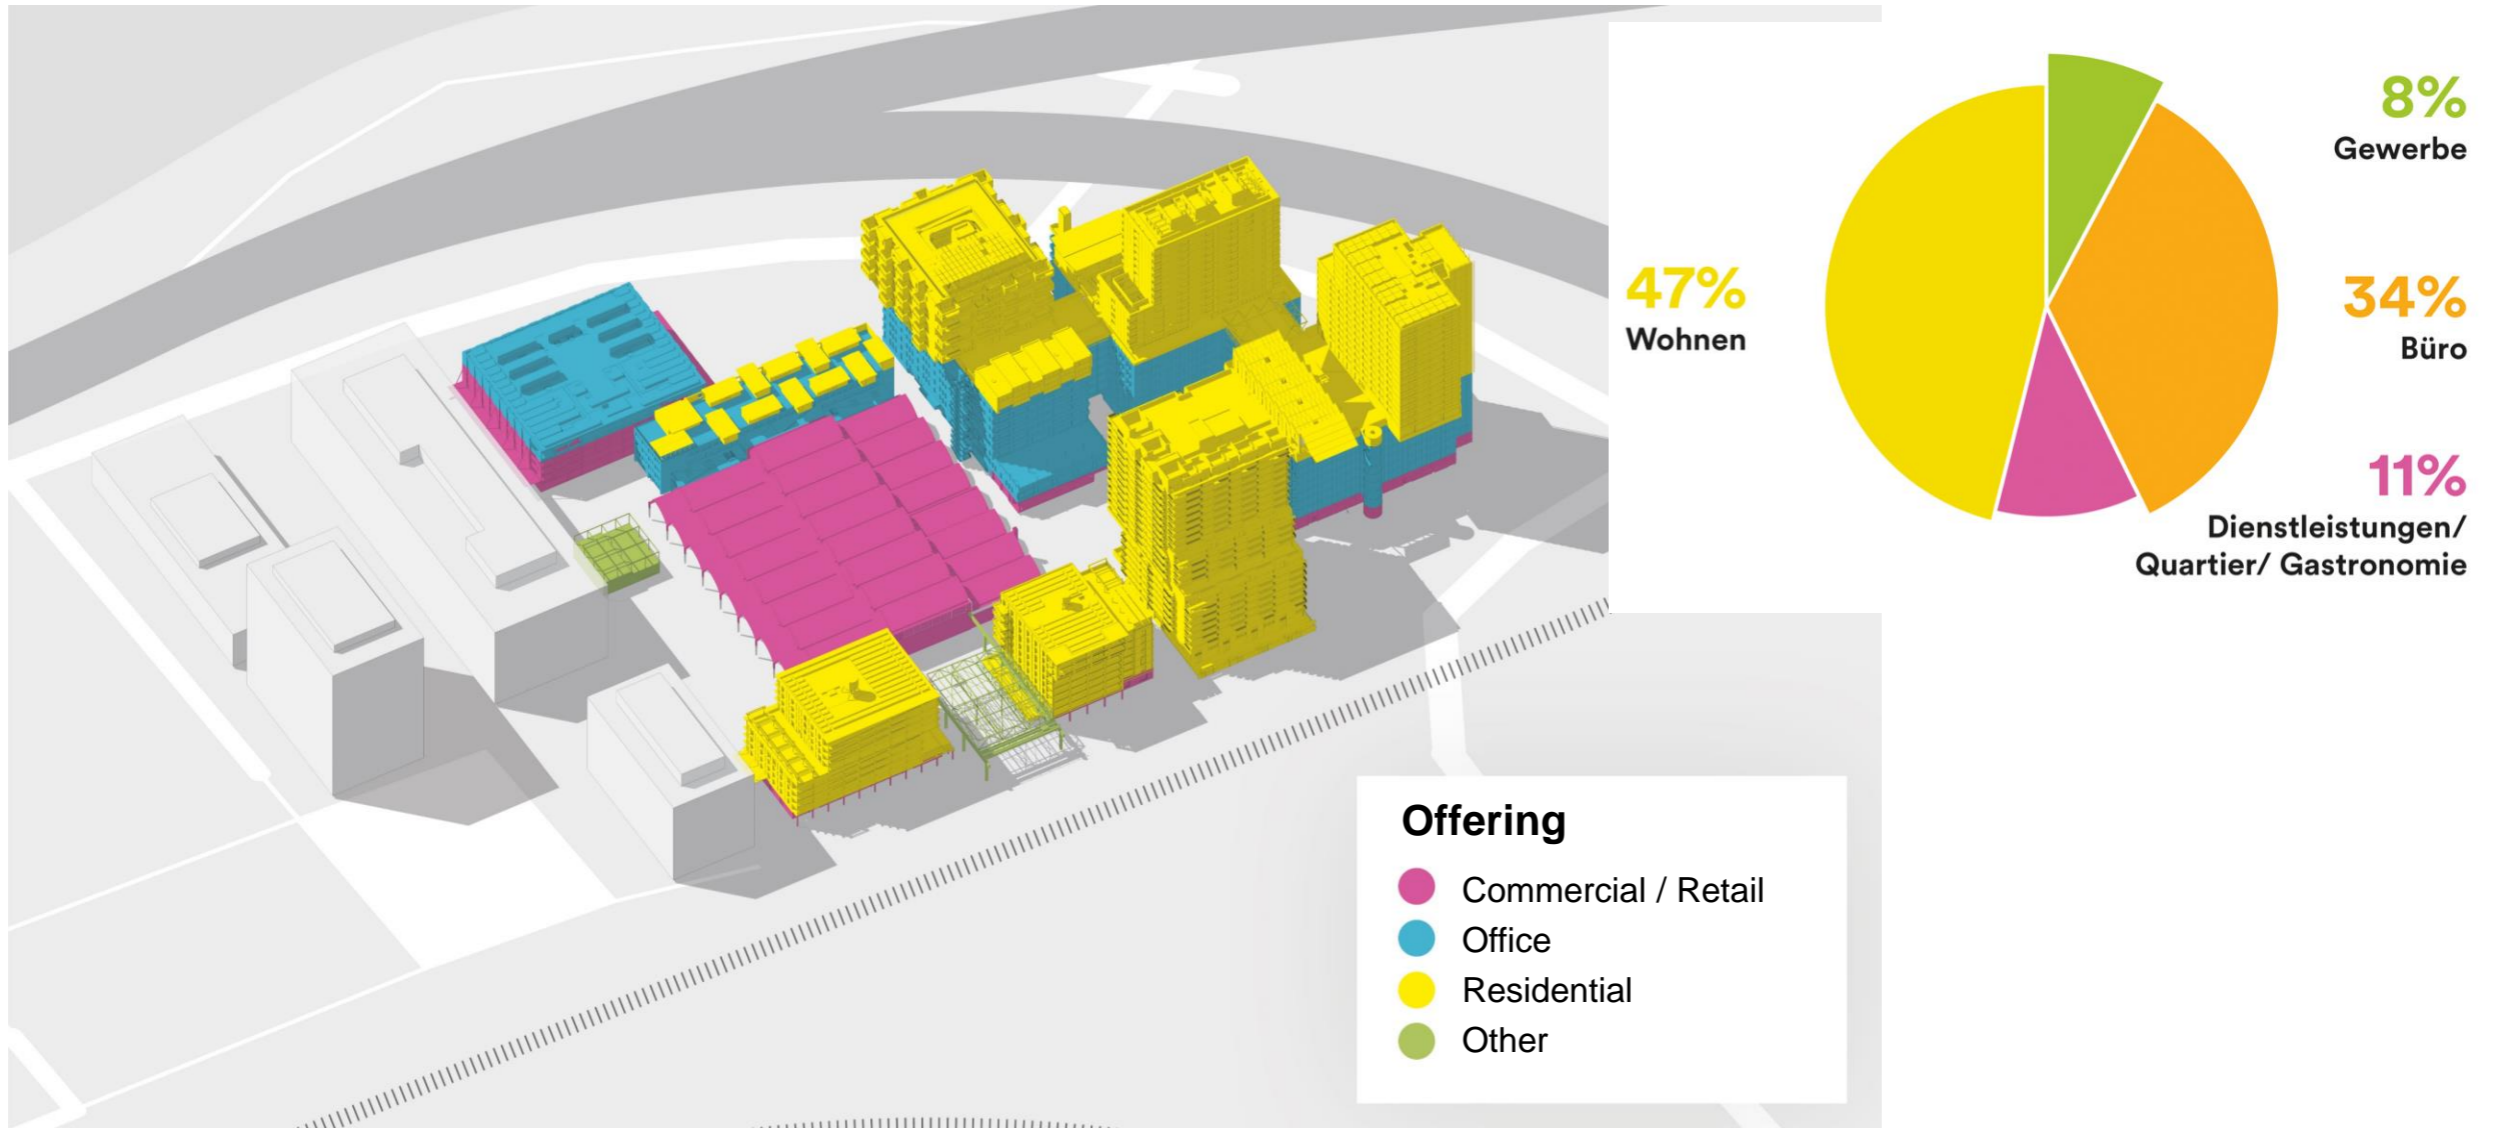 8%
Gewerbe
47%
Wohnen
34%
Büro
11%
Dienstleistungen/
Quartier/ Gastronomie
Offering
Commercial / Retail
Office
Residential
Other